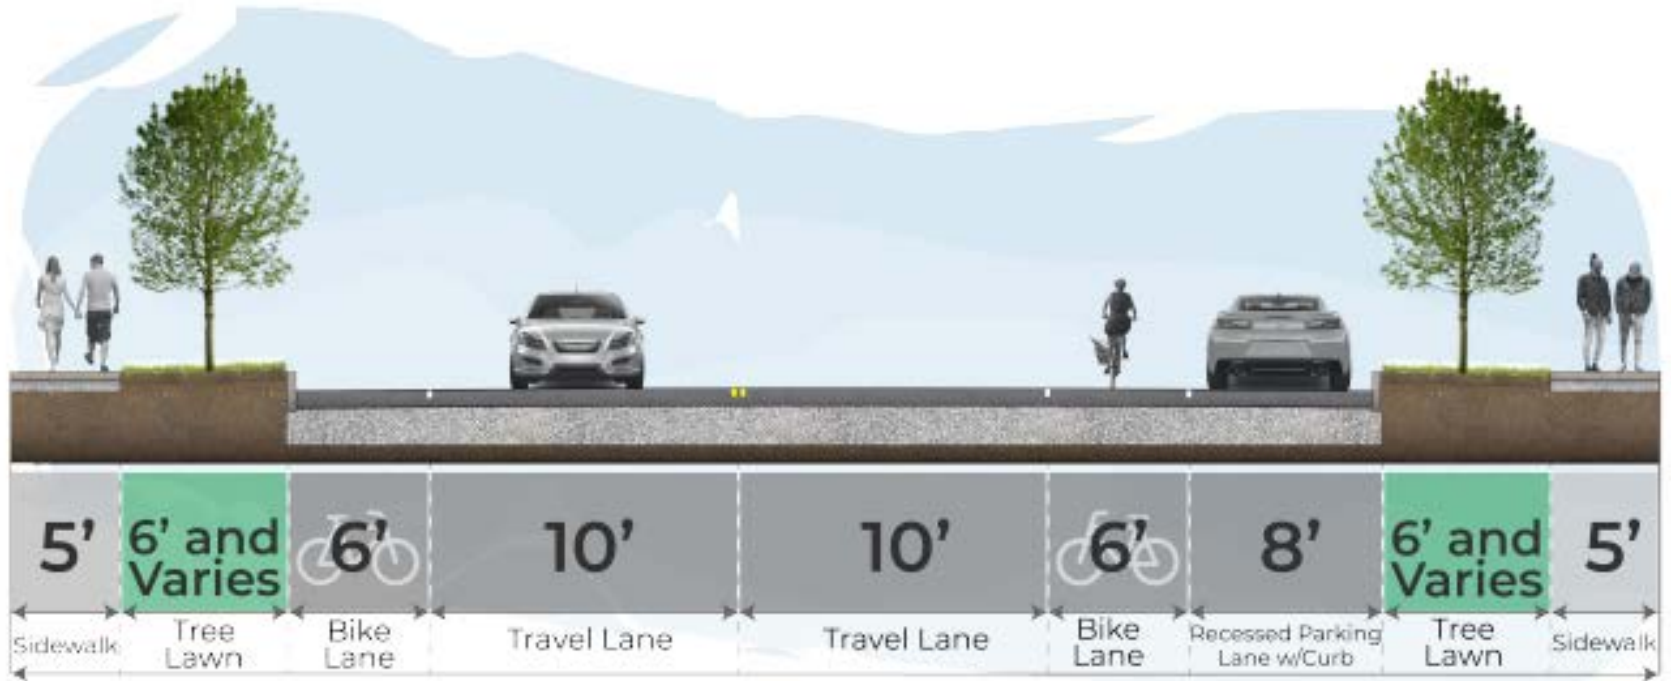 5’
6’ and
Varies
6’
10’
10’
6’
8’
6’ and
Varies
5’
Sidewalk
Tree
Lawn
Bike
Lane
Travel Lane
Travel Lane
Bike
Lane
Recessed Parking
Lane w/Curb
Tree
Lawn
Sidewalk